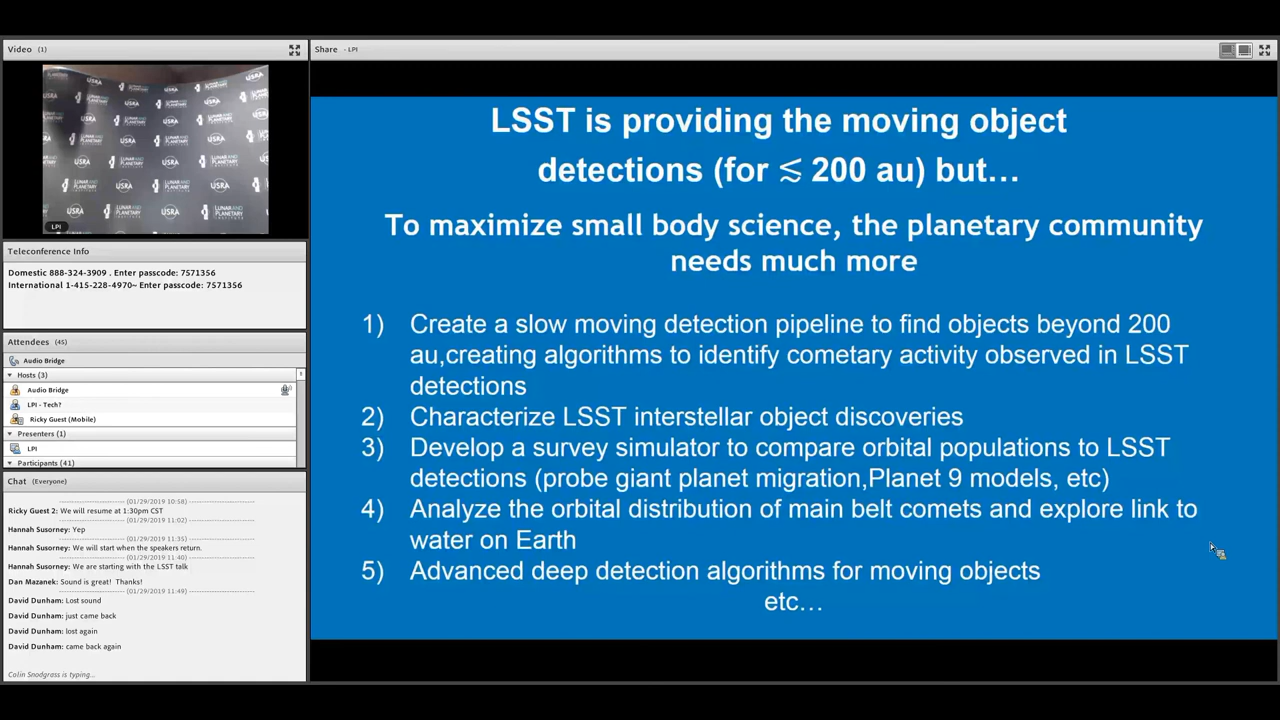 Video (1)
USRA
LUNAR AND PLANETARY INSTITUTE
LPI
Teleconference Info
Domestic 888-324-3909 . Enter passcode: 7571356
International 1-415-228-4970~ Enter passcode: 7571356
Attendees (45)
Audio Bridge
Hosts (3)
Audio Bridge
LPI - Tech?
Ricky Guest (Mobile)
Presenters (1)
LPI
Participants (41)
Chat (Everyone)
(01/29/2019 10:58)
Ricky Guest 2: We will resume at 1:30pm CST
(01/29/2019 11:02)
Hannah Susorney: Yep
(01/29/2019 11:35)
Hannah Susorney: We will start when the speakers return.
(01/29/2019 11:40)
Hannah Susorney: We are starting with the LSST talk
Dan Mazanek: Sound is great! Thanks!
(01/29/2019 11:49)
David Dunham: Lost sound
David Dunham: just came back
David Dunham: lost again
David Dunham: came back again
Colin Snodgrass is typing...
Share - LPI
LSST is providing the moving object
detections (for ≲ 200 au) but…
To maximize small body science, the planetary community
needs much more
1) Create a slow moving detection pipeline to find objects beyond 200
au,creating algorithms to identify cometary activity observed in LSST
detections
2) Characterize LSST interstellar object discoveries
3) Develop a survey simulator to compare orbital populations to LSST
detections (probe giant planet migration,Planet 9 models, etc)
4) Analyze the orbital distribution of main belt comets and explore link to
water on Earth
5) Advanced deep detection algorithms for moving objects
etc…